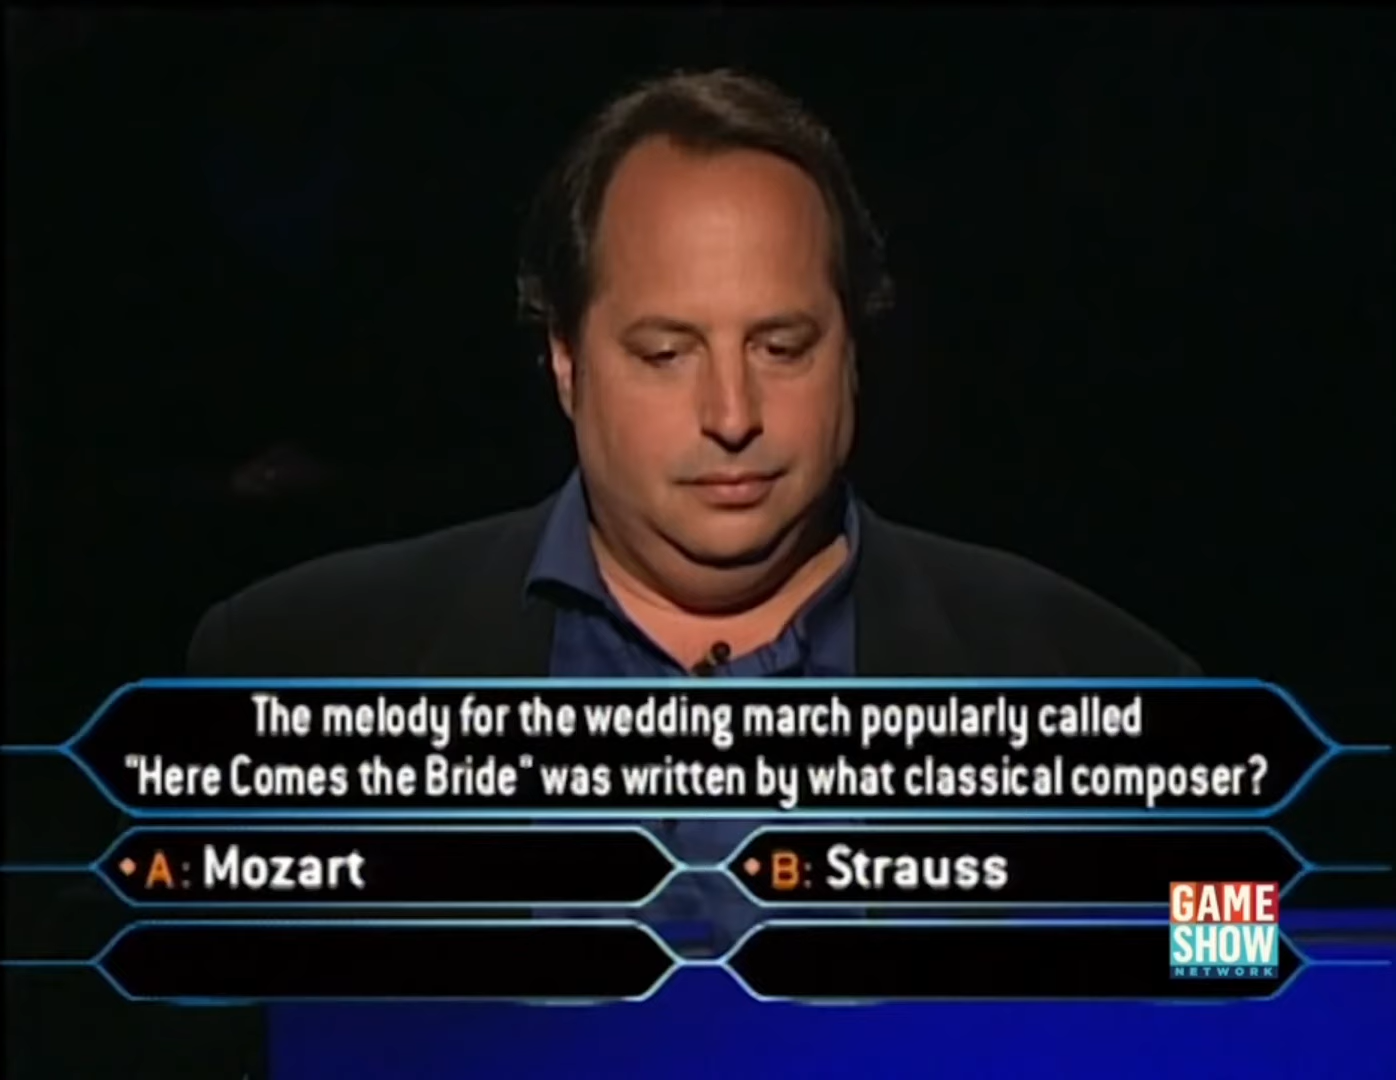 The melody for the wedding march popularly called
"Here Comes the Bride" was written by what classical composer?
A: Mozart
B: Strauss
GAME
SHOW
NETWORK